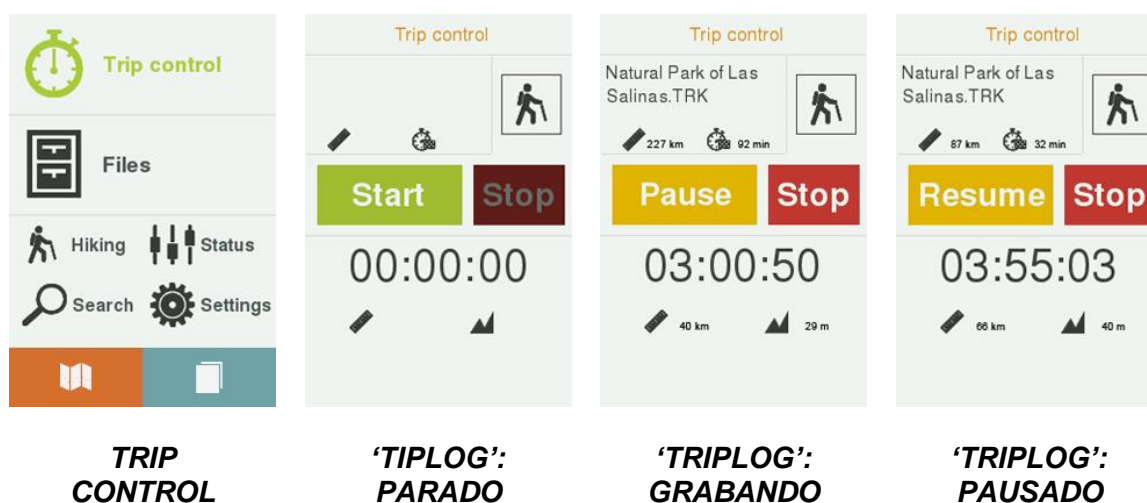 Trip control
Files
Hiking
Status
Search
Settings
Trip control
Start
Stop
00:00:00
Trip control
Natural Park of Las
Salinas.TRK
227 km
92 min
Pause
Stop
03:00:50
40 km
29 m
Trip control
Natural Park of Las
Salinas.TRK
87 km
32 min
Resume
Stop
03:55:03
66 km
40 m
TRIP
CONTROL
‘TIPLOG’:
PARADO
‘TRIPLOG’:
GRABANDO
‘TRIPLOG’:
PAUSADO